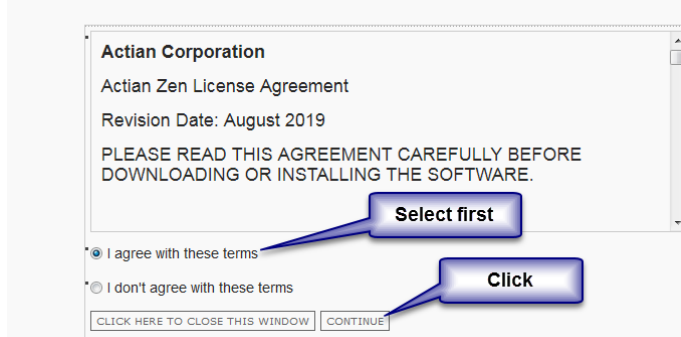 Actian Corporation
Actian Zen License Agreement
Revision Date: August 2019
PLEASE READ THIS AGREEMENT CAREFULLY BEFORE
DOWNLOADING OR INSTALLING THE SOFTWARE.
Select first
I agree with these terms
Click
I don't agree with these terms
CLICK HERE TO CLOSE THIS WINDOW CONTINUE